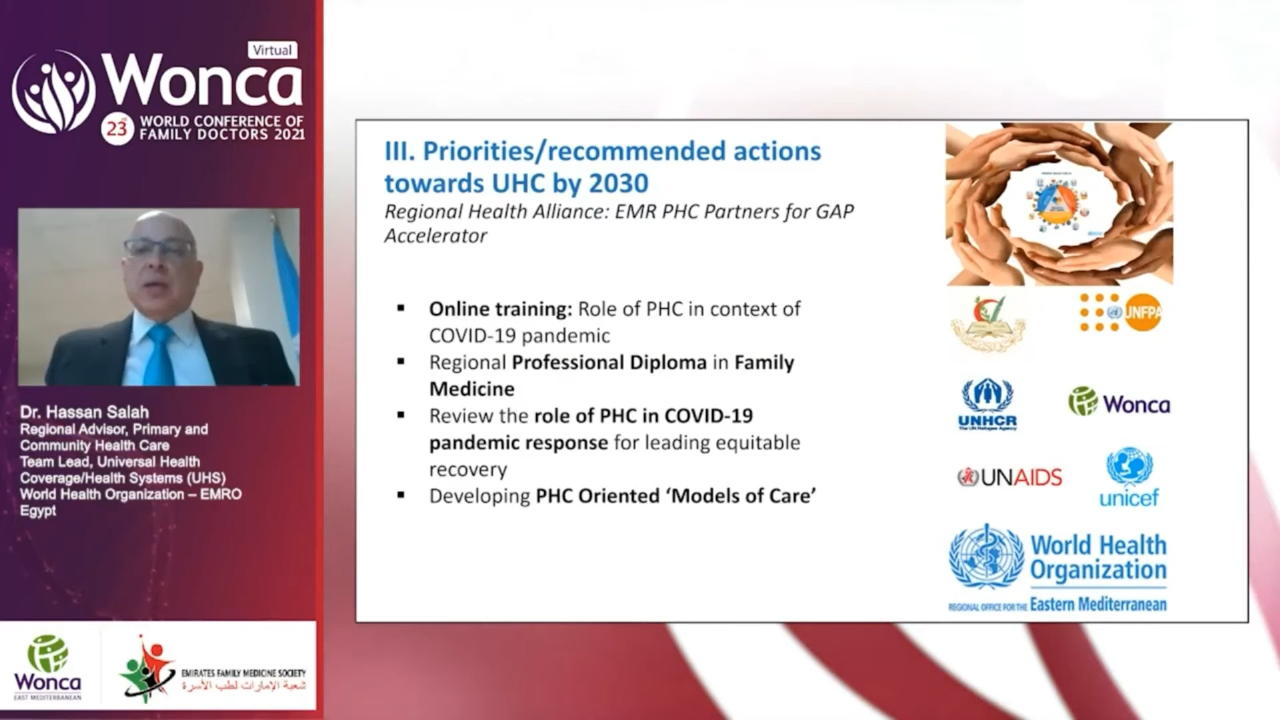 Virtual
Wonca
23rd WORLD CONFERENCE OF
FAMILY DOCTORS 2021
Dr. Hassan Salah
Regional Advisor, Primary and
Community Health Care
Team Lead, Universal Health
Coverage/Health Systems (UHS)
World Health Organization – EMRO
Egypt
Wonca
EAST MEDITERRANEAN
EMIRATES FAMILY MEDICINE SOCIETY
شعبة الإمارات لطب الأسرة
III. Priorities/recommended actions
towards UHC by 2030
Regional Health Alliance: EMR PHC Partners for GAP
Accelerator
▪ Online training: Role of PHC in context of
COVID-19 pandemic
▪ Regional Professional Diploma in Family
Medicine
▪ Review the role of PHC in COVID-19
pandemic response for leading equitable
recovery
▪ Developing PHC Oriented ‘Models of Care’
UNFPA
UNHCR
The UN Refugee Agency
Wonca
UNAIDS
unicef
World Health
Organization
REGIONAL OFFICE FOR THE Eastern Mediterranean